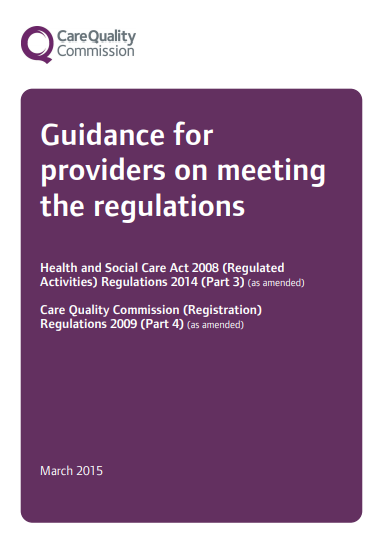 CareQuality
Commission
Guidance for
providers on meeting
the regulations
Health and Social Care Act 2008 (Regulated
Activities) Regulations 2014 (Part 3) (as amended)
Care Quality Commission (Registration)
Regulations 2009 (Part 4) (as amended)
March 2015